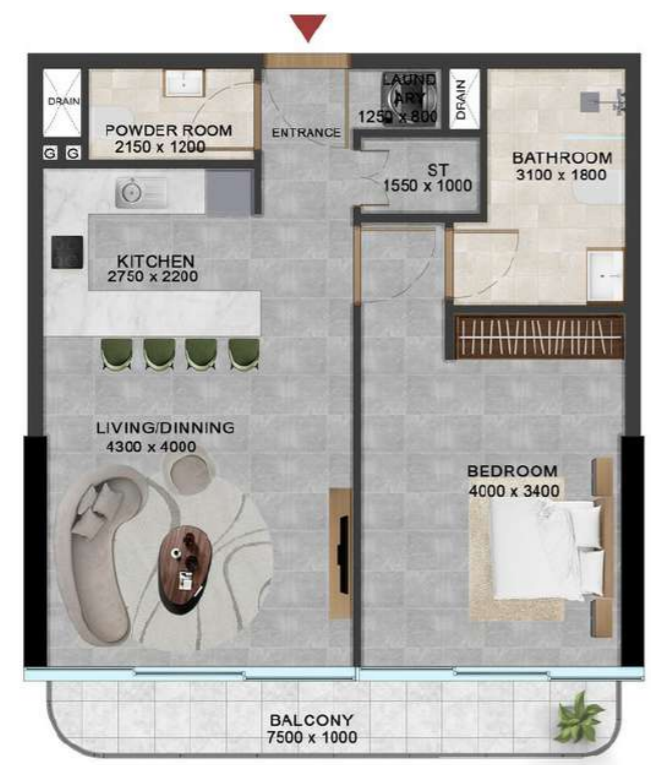 DRAIN
POWDER ROOM
2150 x 1200
ENTRANCE
LAUND
ARY
1250 x 800
DRAIN
G G
ST
1550 x 1000
BATHROOM
3100 x 1800
KITCHEN
2750 x 2200
LIVING/DINNING
4300 x 4000
BEDROOM
4000 x 3400
BALCONY
7500 x 1000